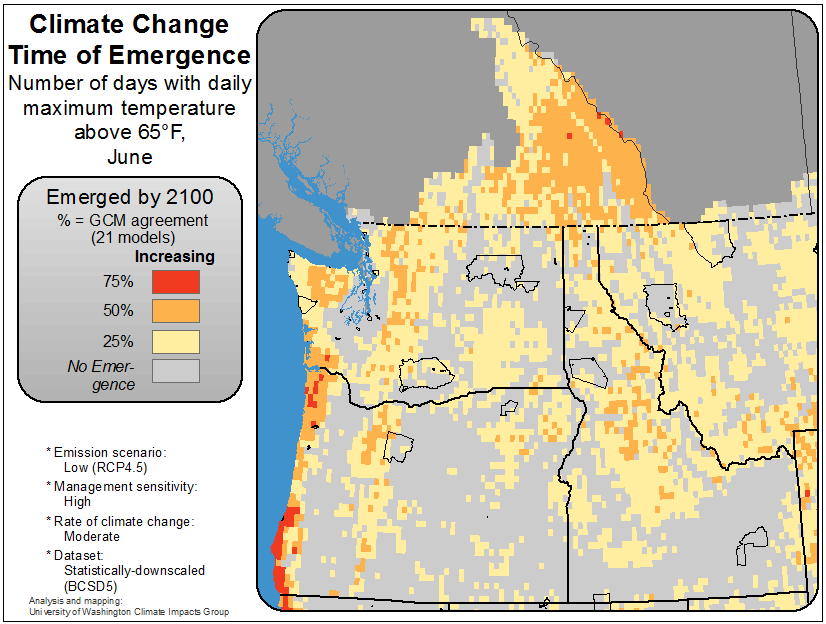 Climate Change
Time of Emergence
Number of days with daily
maximum temperature
above 65°F,
June
Emerged by 2100
% = GCM agreement
(21 models)
Increasing
75%
50%
25%
No Emer-
gence
* Emission scenario:
Low (RCP4.5)
* Management sensitivity:
High
* Rate of climate change:
Moderate
* Dataset:
Statistically-downscaled
(BCSD5)
Analysis and mapping:
University of Washington Climate Impacts Group